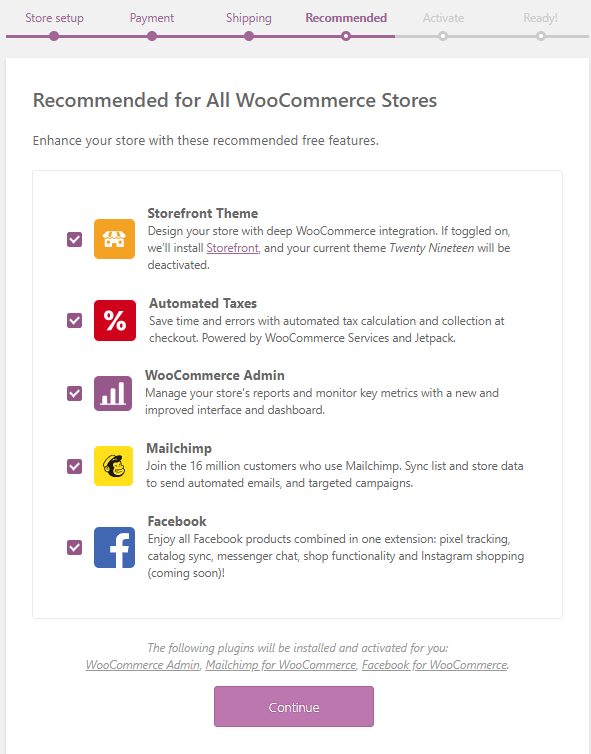 Store setup Payment Shipping Recommended Activate Ready!
Recommended for All WooCommerce Stores
Enhance your store with these recommended free features.
Storefront Theme
Design your store with deep WooCommerce integration. If toggled on,
we'll install Storefront, and your current theme Twenty Nineteen will be
deactivated.
%
Automated Taxes
Save time and errors with automated tax calculation and collection at
checkout. Powered by WooCommerce Services and Jetpack.
WooCommerce Admin
Manage your store's reports and monitor key metrics with a new and
improved interface and dashboard.
Mailchimp
Join the 16 million customers who use Mailchimp. Sync list and store data
to send automated emails, and targeted campaigns.
f
Facebook
Enjoy all Facebook products combined in one extension: pixel tracking,
catalog sync, messenger chat, shop functionality and Instagram shopping
(coming soon)!
The following plugins will be installed and activated for you:
WooCommerce Admin, Mailchimp for WooCommerce, Facebook for WooCommerce.
Continue